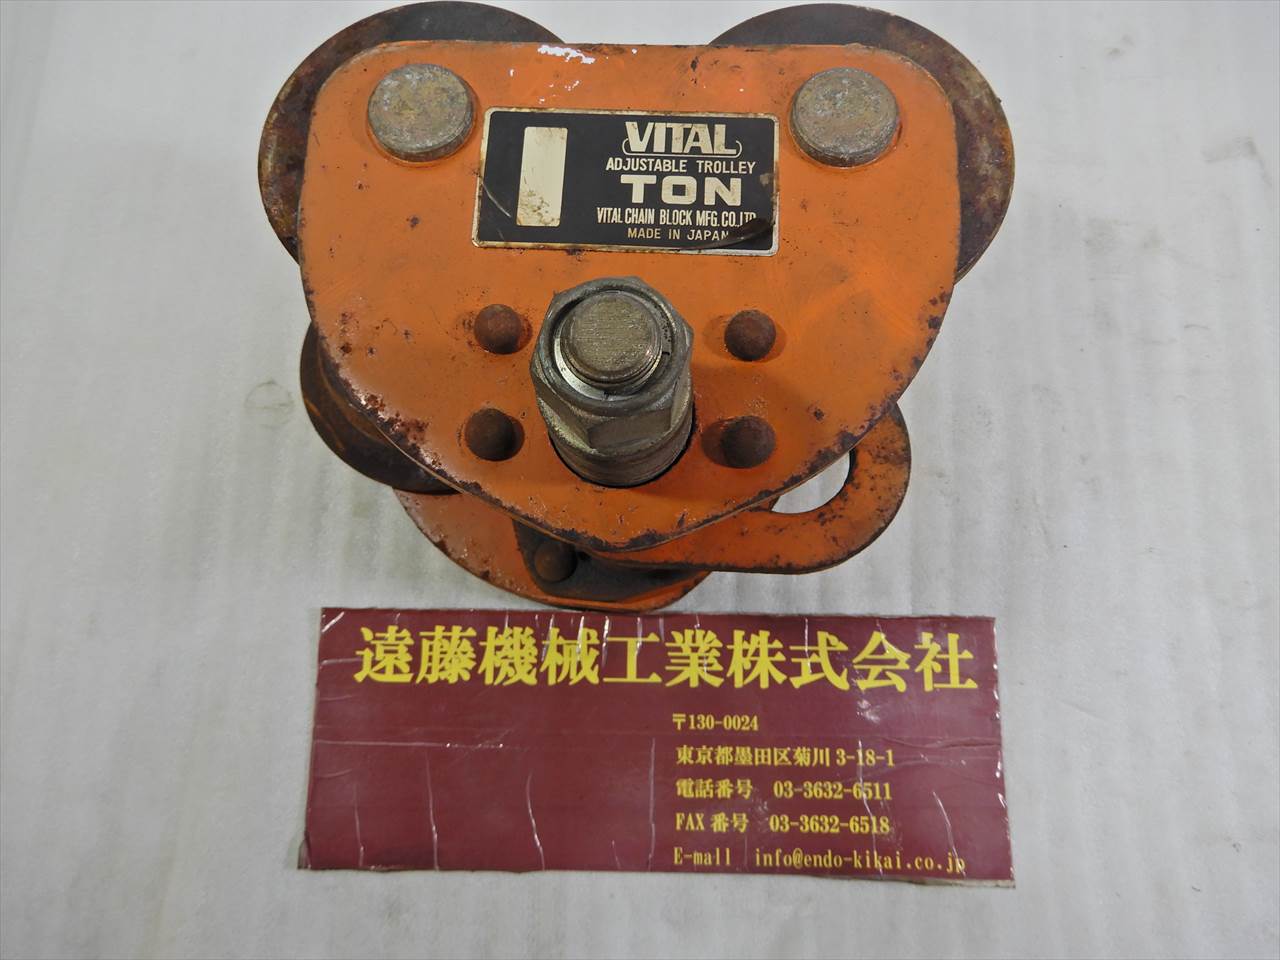 1
VITAL
ADJUSTABLE TROLLEY
TON
VITAL CHAIN BLOCK MFG. CO., LTD.
MADE IN JAPAN
遠藤機械工業株式会社
〒130-0024
東京都墨田区菊川 3-18-1
電話番号 03-3632-6511
FAX 番号 03-3632-6518
E-mail info@endo-kikai.co.jp